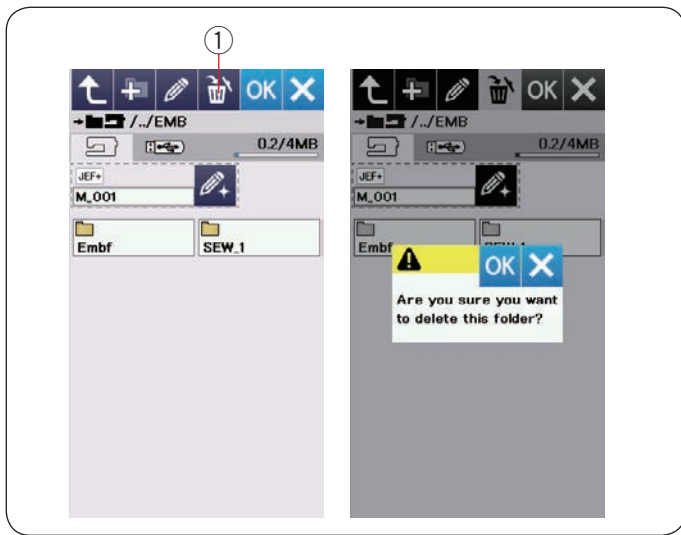 1
OK
/../EMB
0.2/4MB
JEF+
M_001
Embf
SEW_1
OK
/../EMB
0.2/4MB
JEF+
M_001
Embf
OK
Are you sure you want
to delete this folder?